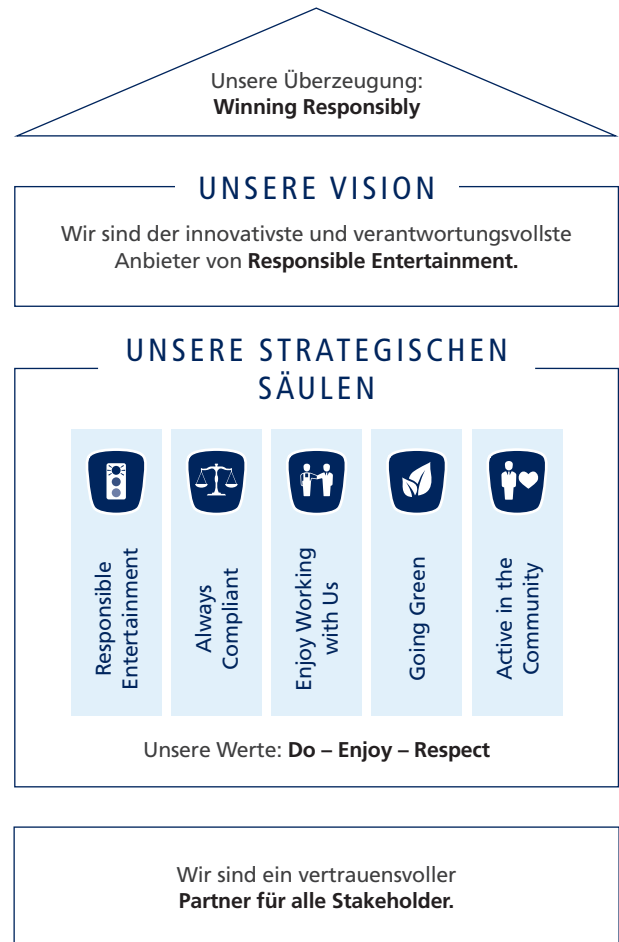 Unsere Überzeugung:
Winning Responsibly
UNSERE VISION
Wir sind der innovativste und verantwortungsvollste
Anbieter von Responsible Entertainment.
UNSERE STRATEGISCHEN
SÄULEN
Responsible
Entertainment
Always
Compliant
Enjoy Working
with Us
Going Green
Active in the
Community
Unsere Werte: Do – Enjoy – Respect
Wir sind ein vertrauensvoller
Partner für alle Stakeholder.